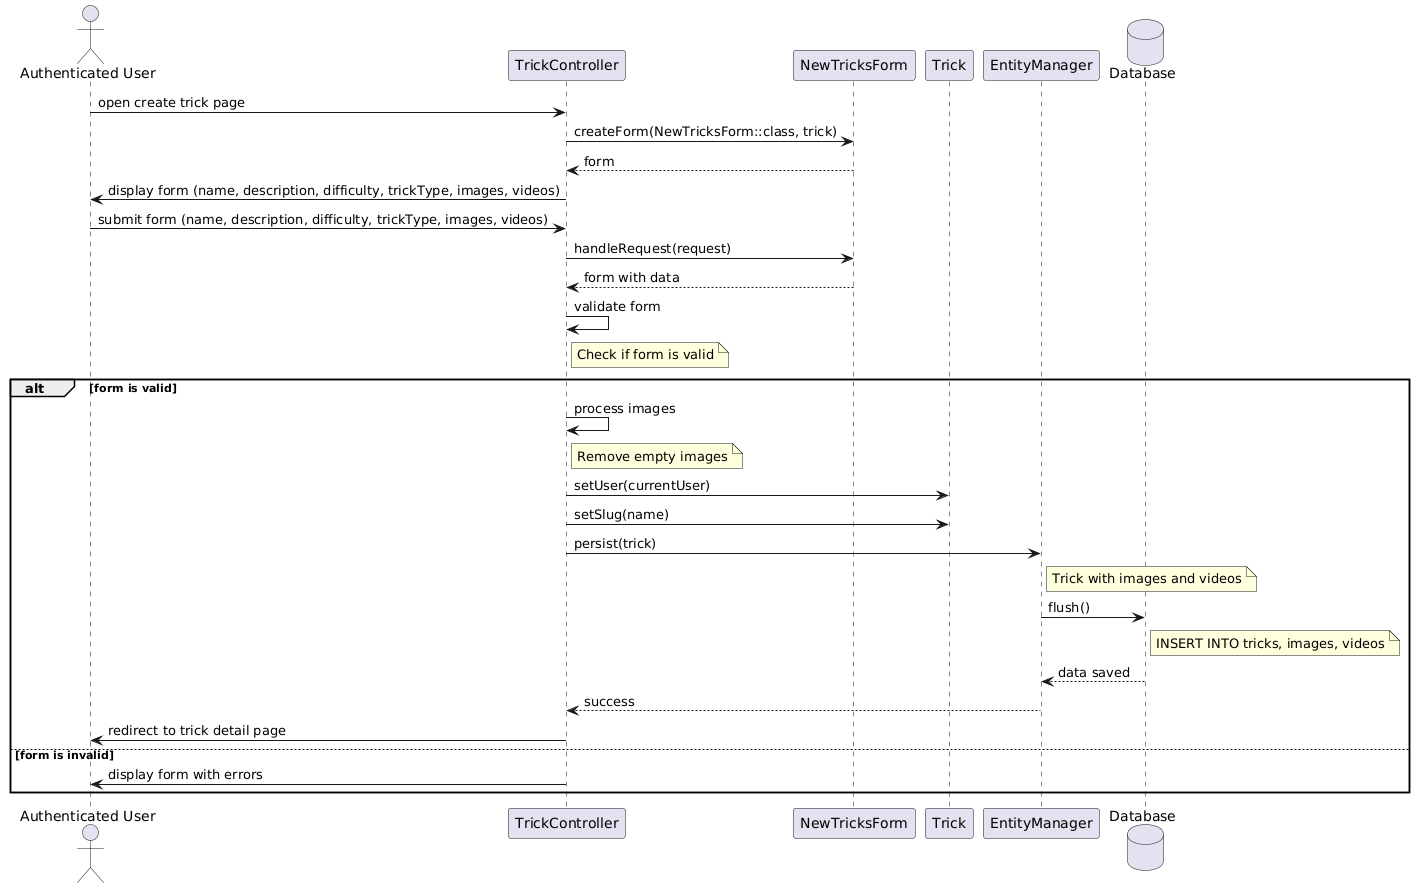 Authenticated User
TrickController
NewTricksForm
Trick
EntityManager
Database
open create trick page
createForm(NewTricksForm::class, trick)
form
display form (name, description, difficulty, trickType, images, videos)
submit form (name, description, difficulty, trickType, images, videos)
handleRequest(request)
form with data
validate form
Check if form is valid
alt [form is valid]
process images
Remove empty images
setUser(currentUser)
setSlug(name)
persist(trick)
Trick with images and videos
flush()
INSERT INTO tricks, images, videos
data saved
success
redirect to trick detail page
[form is invalid]
display form with errors
Authenticated User
TrickController
NewTricksForm
Trick
EntityManager
Database